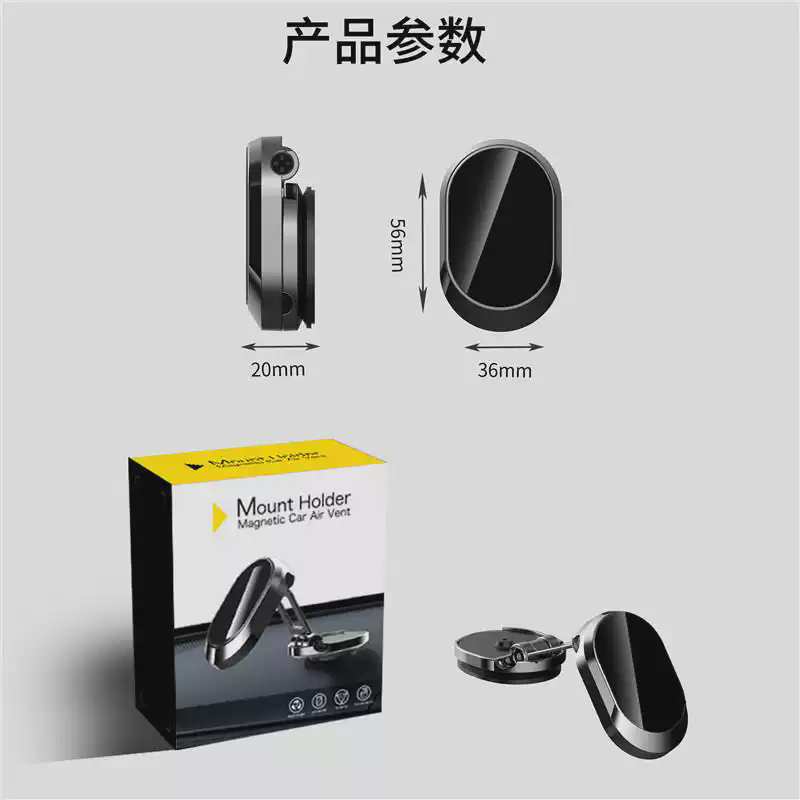 产品参数
56mm
20mm
36mm
Mount Holder
Magnetic Car Air Vent
Mount Holder
Magnetic Car Air Vent